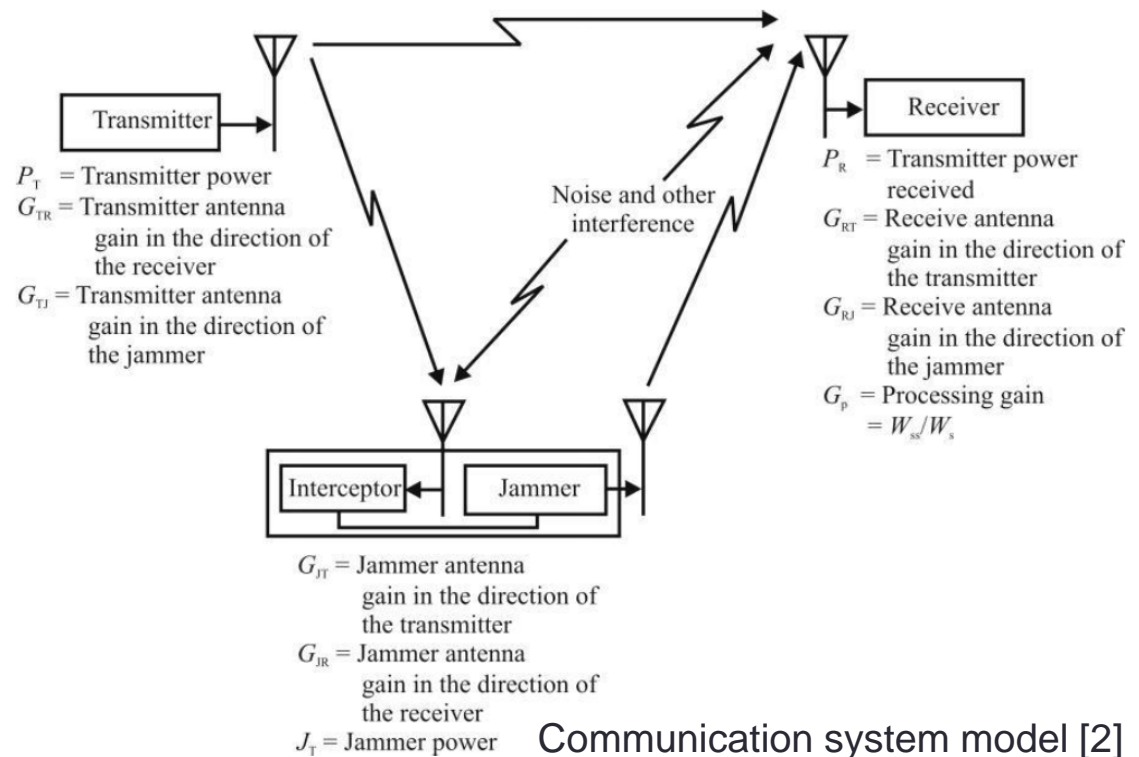 Transmitter
P_T = Transmitter power
G_TR = Transmitter antenna
gain in the direction of
the receiver
G_TJ = Transmitter antenna
gain in the direction of
the jammer
Noise and other
interference
Receiver
P_R = Transmitter power
received
G_RT = Receive antenna
gain in the direction of
the transmitter
G_RJ = Receive antenna
gain in the direction of
the jammer
G_p = Processing gain
= W_ss/W_s
Interceptor
Jammer
G_JT = Jammer antenna
gain in the direction of
the transmitter
G_JR = Jammer antenna
gain in the direction of
the receiver
J_T = Jammer power
Communication system model [2]